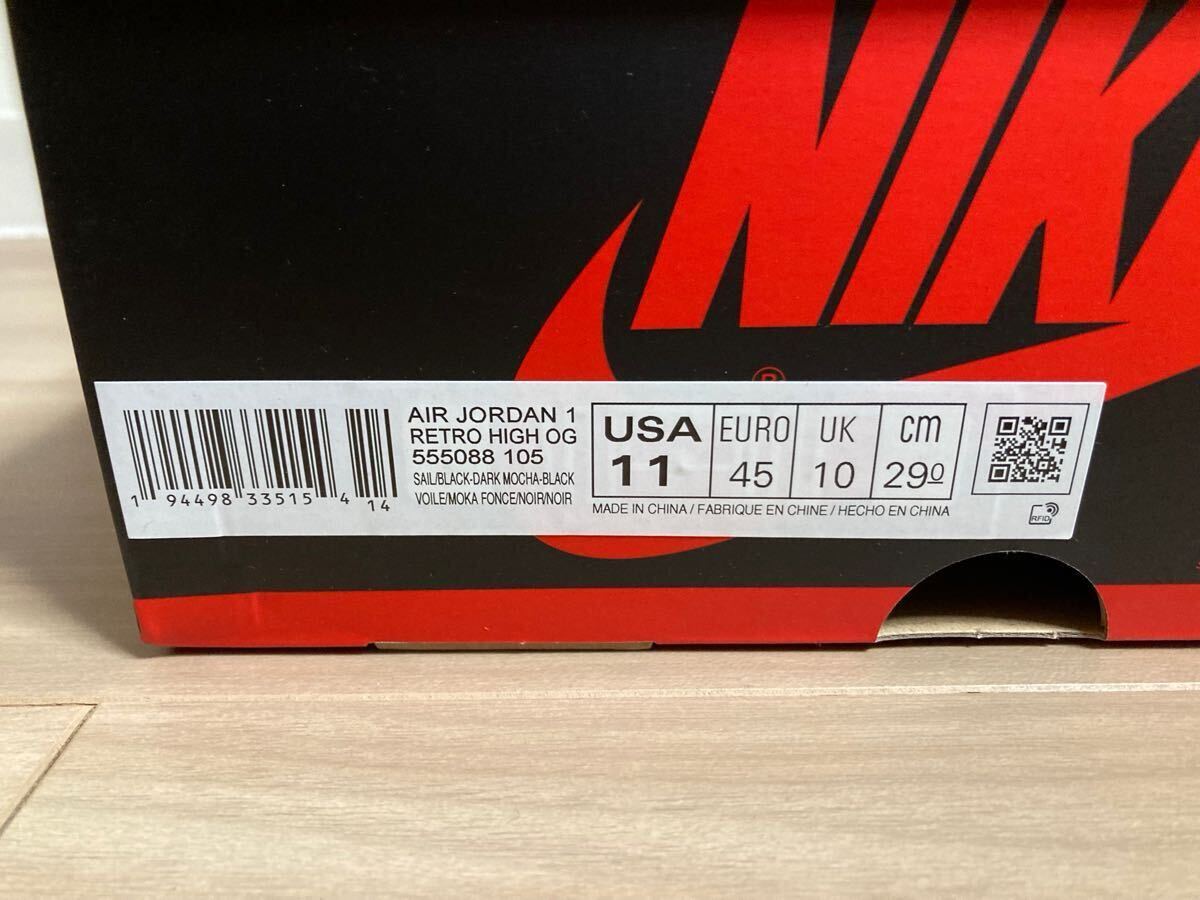 NIK
®
1 94498 33515 4 14
AIR JORDAN 1
RETRO HIGH OG
555088 105
SAIL/BLACK-DARK MOCHA-BLACK
VOILE/MOKA FONCE/NOIR/NOIR
USA EURO UK cm
11 45 10 290
MADE IN CHINA / FABRIQUE EN CHINE / HECHO EN CHINA
RFID